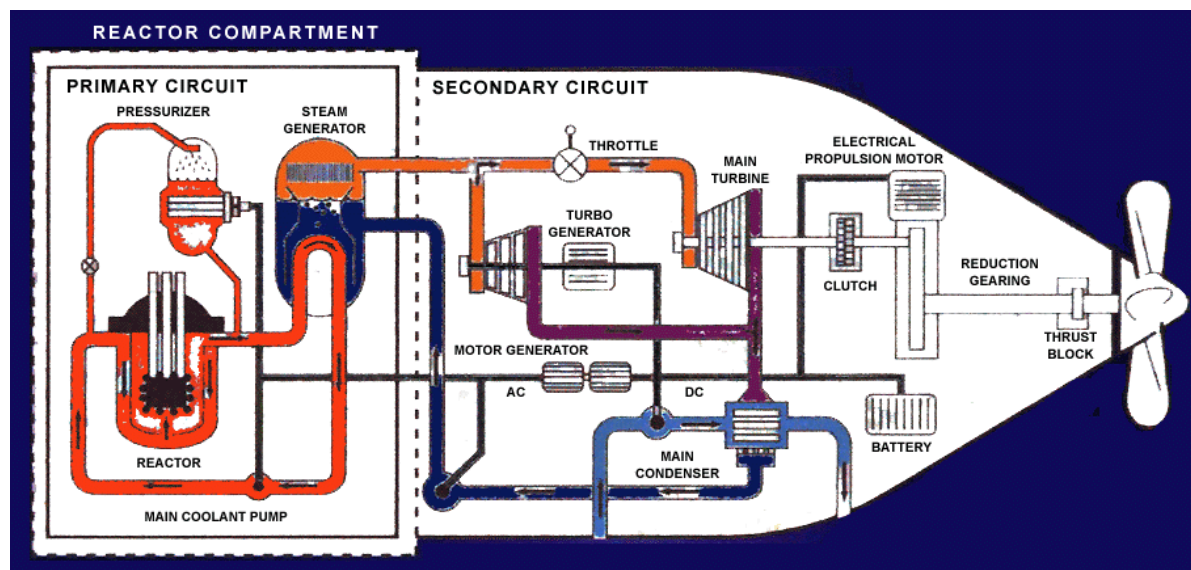 REACTOR COMPARTMENT
PRIMARY CIRCUIT
SECONDARY CIRCUIT
PRESSURIZER
STEAM
GENERATOR
THROTTLE
ELECTRICAL
PROPULSION MOTOR
MAIN
TURBINE
TURBO
GENERATOR
CLUTCH
REDUCTION
GEARING
THRUST
BLOCK
MOTOR GENERATOR
AC
DC
BATTERY
MAIN
CONDENSER
REACTOR
MAIN COOLANT PUMP